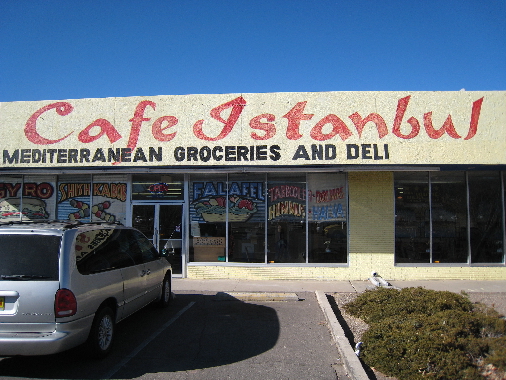 Cafe Istanbul
MEDITERRANEAN GROCERIES AND DELI
GYRO
SHISH KABOB
FALAFEL